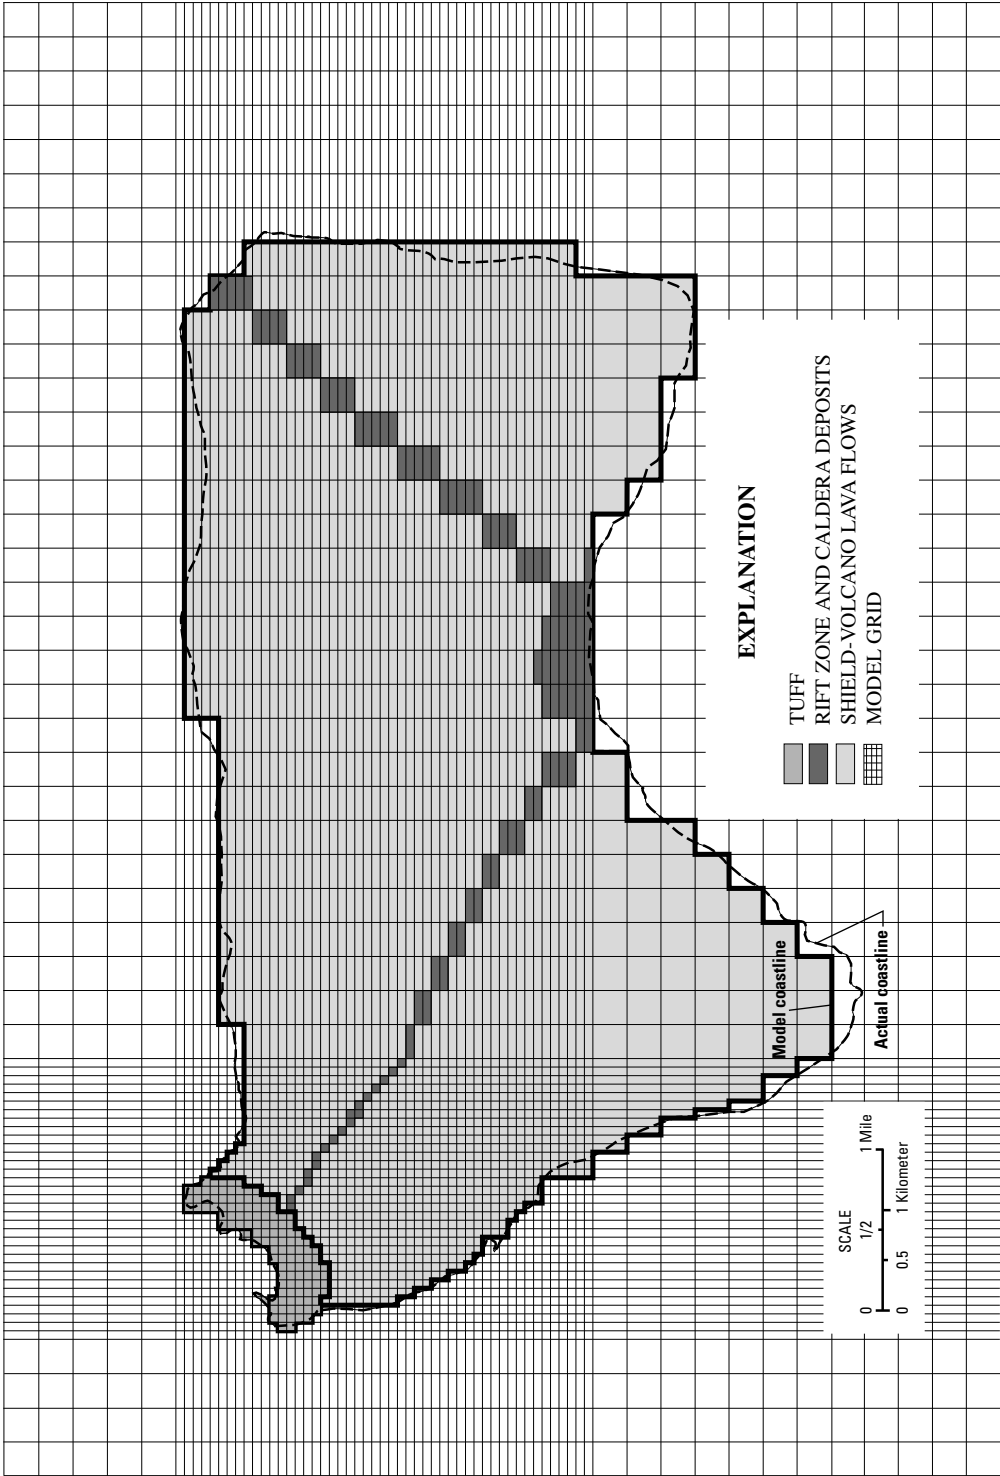 EXPLANATION
TUFF
RIFT ZONE AND CALDERA DEPOSITS
SHIELD-VOLCANO LAVA FLOWS
MODEL GRID
Model coastline
Actual coastline
SCALE
0 1/2 1 Mile
0 0.5 1 Kilometer